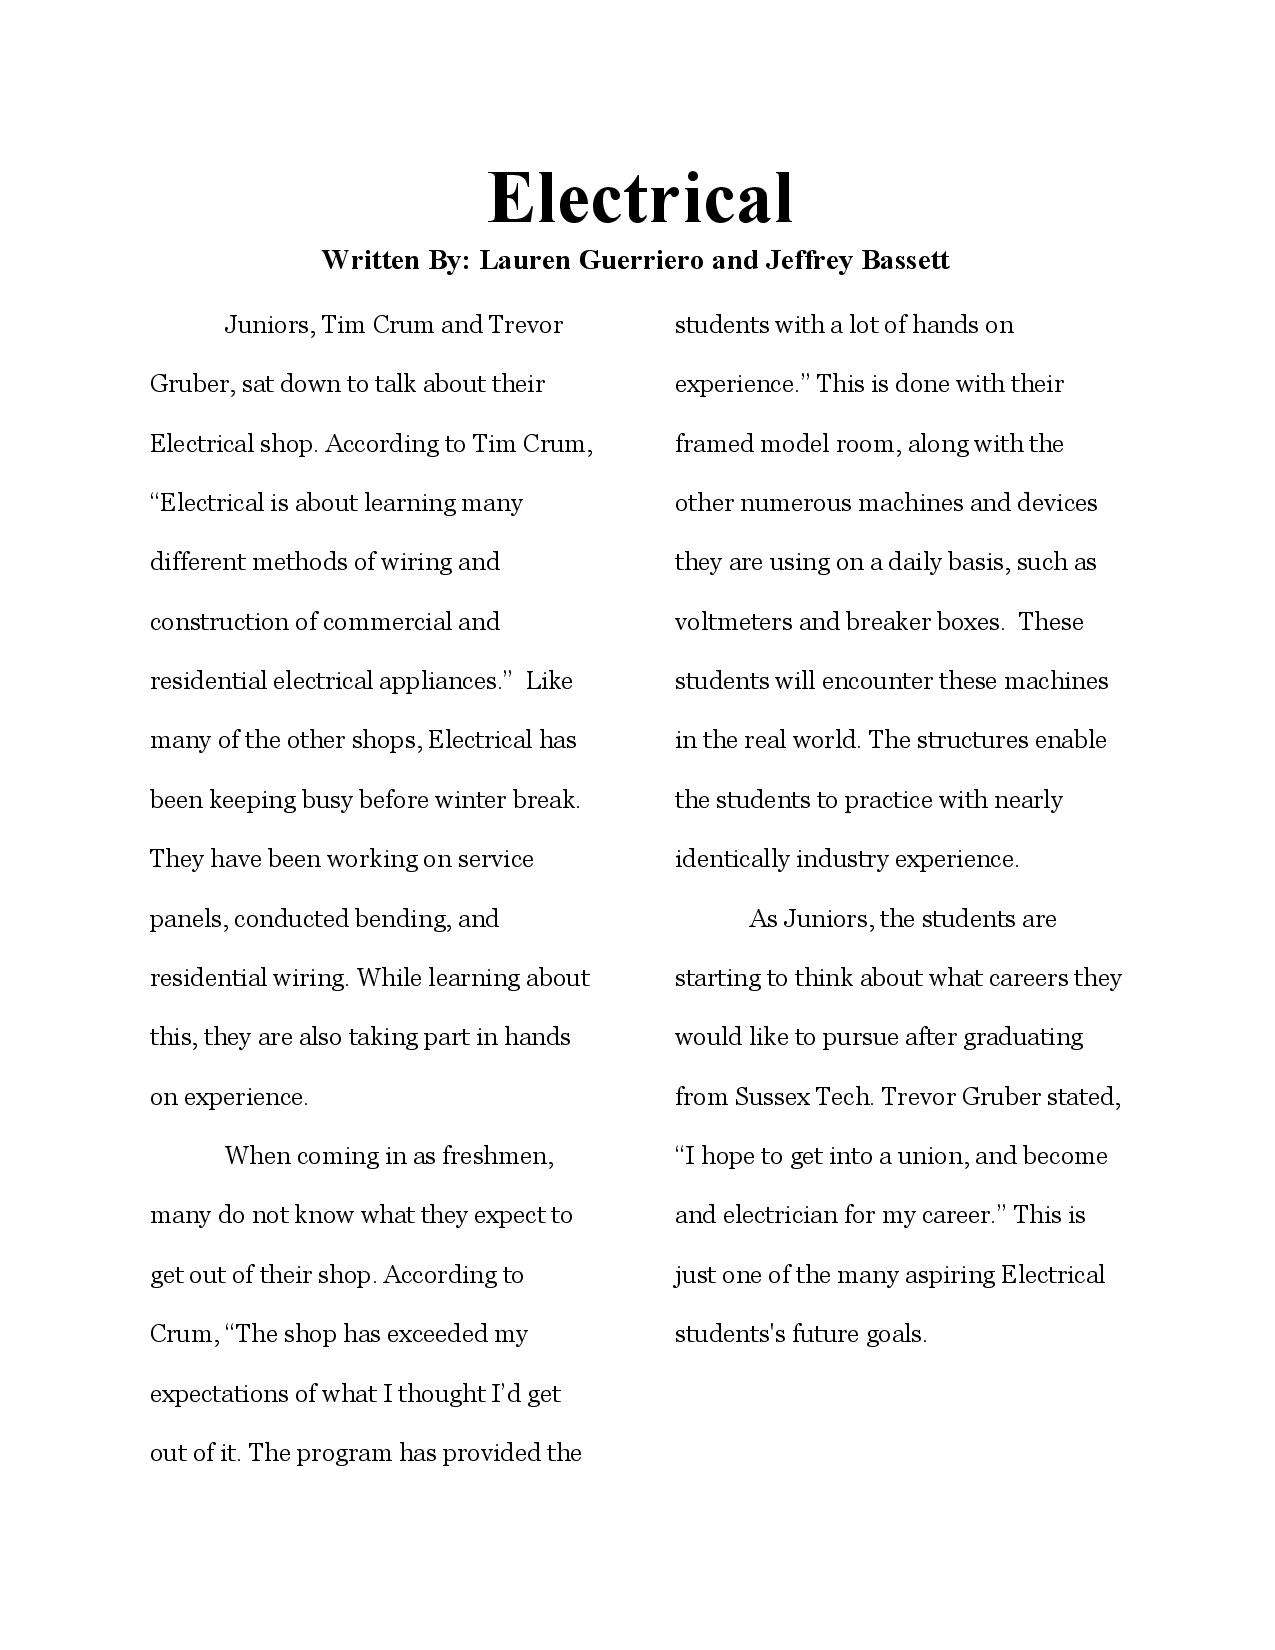 Electrical
Written By: Lauren Guerriero and Jeffrey Bassett
Juniors, Tim Crum and Trevor
Gruber, sat down to talk about their
Electrical shop. According to Tim Crum,
“Electrical is about learning many
different methods of wiring and
construction of commercial and
residential electrical appliances.”  Like
many of the other shops, Electrical has
been keeping busy before winter break.
They have been working on service
panels, conducted bending, and
residential wiring. While learning about
this, they are also taking part in hands
on experience.
When coming in as freshmen,
many do not know what they expect to
get out of their shop. According to
Crum, “The shop has exceeded my
expectations of what I thought I’d get
out of it. The program has provided the
students with a lot of hands on
experience.” This is done with their
framed model room, along with the
other numerous machines and devices
they are using on a daily basis, such as
voltmeters and breaker boxes.  These
students will encounter these machines
in the real world. The structures enable
the students to practice with nearly
identically industry experience.
As Juniors, the students are
starting to think about what careers they
would like to pursue after graduating
from Sussex Tech. Trevor Gruber stated,
“I hope to get into a union, and become
and electrician for my career.” This is
just one of the many aspiring Electrical
students's future goals.